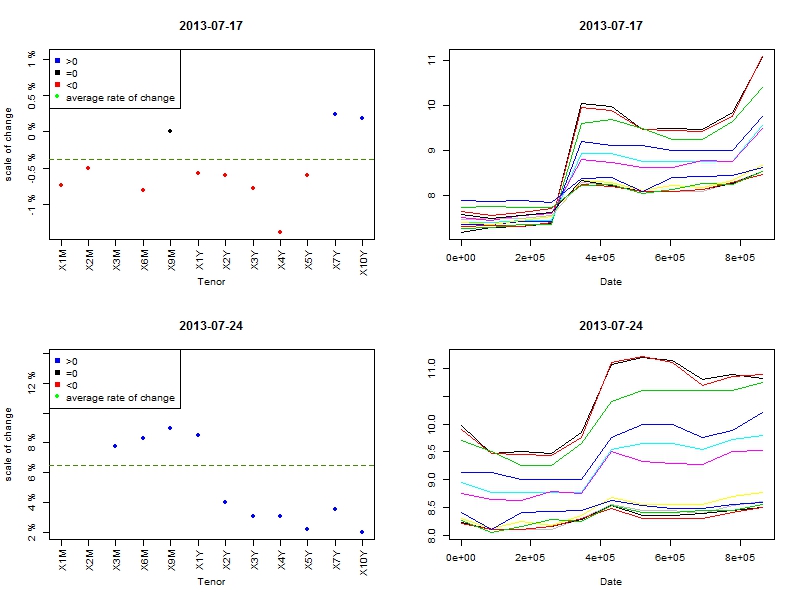 2013-07-17
scale of change
1 %
0.5 %
0 %
-0.5 %
-1 %
>0
=0
<0
average rate of change
X1M
X2M
X3M
X6M
X9M
X1Y
X2Y
X3Y
X4Y
X5Y
X7Y
X10Y
Tenor
2013-07-17
11
10
9
8
0e+00
2e+05
4e+05
6e+05
8e+05
Date
2013-07-24
scale of change
12 %
8 %
6 %
4 %
2 %
>0
=0
<0
average rate of change
X1M
X2M
X3M
X6M
X9M
X1Y
X2Y
X3Y
X4Y
X5Y
X7Y
X10Y
Tenor
2013-07-24
11.0
10.0
9.5
9.0
8.5
8.0
0e+00
2e+05
4e+05
6e+05
8e+05
Date